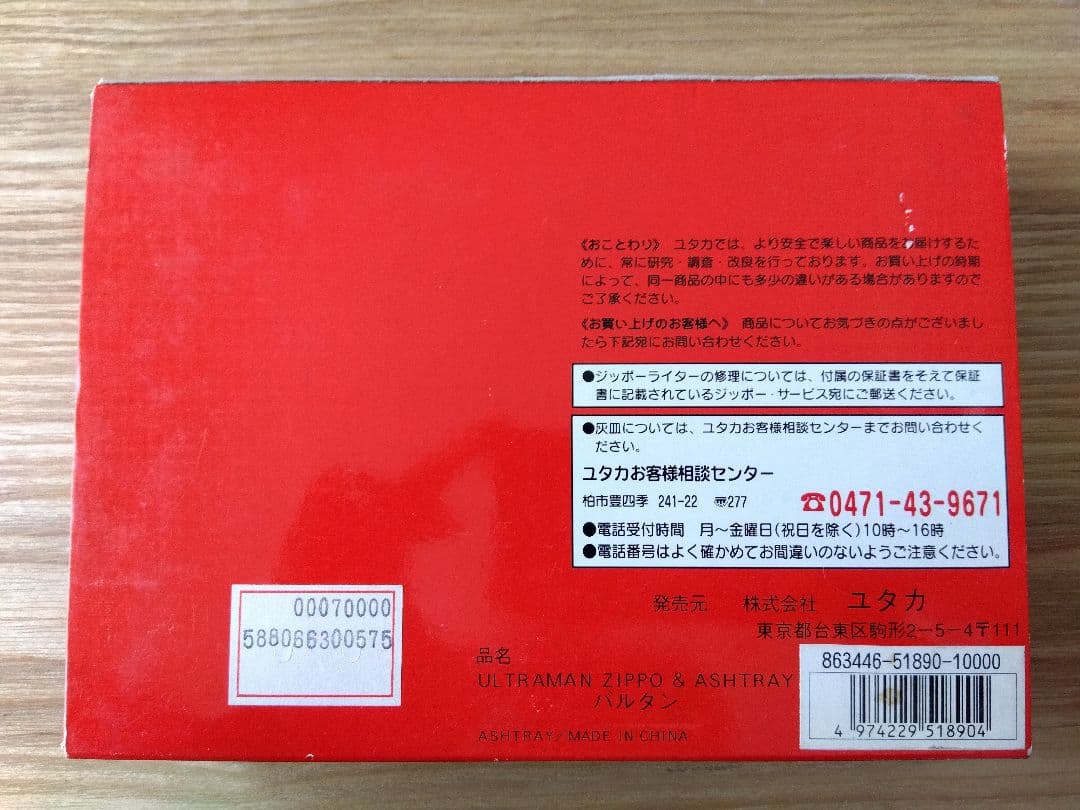 《おことわり》 ユタカでは、より安全で楽しい商品をお届けするた
めに、常に研究・調査・改良を行っております。お買い上げの時期
によって、同一商品の中にも多少の違いがある場合がありますので
ご了承ください。
《お買い上げのお客様へ》 商品についてお気づきの点がございまし
たら下記宛にお問い合わせください。
●ジッポーライターの修理については、付属の保証書をそえて保証
書に記載されているジッポー・サービス宛にご郵送ください。
●灰皿については、ユタカお客様相談センターまでお問い合わせく
ださい。
ユタカお客様相談センター
柏市豊四季 241-22 〠277 ☎0471-43-9671
●電話受付時間 月〜金曜日(祝日を除く)10時〜16時
●電話番号はよく確かめてお間違いのないようご注意ください。
発売元 株式会社 ユタカ
東京都台東区駒形2-5-4〒111
00070000
588066300575
品名
ULTRAMAN ZIPPO & ASHTRAY
バルタン
ASHTRAY/MADE IN CHINA
863446-51890-10000
4 974229 518904